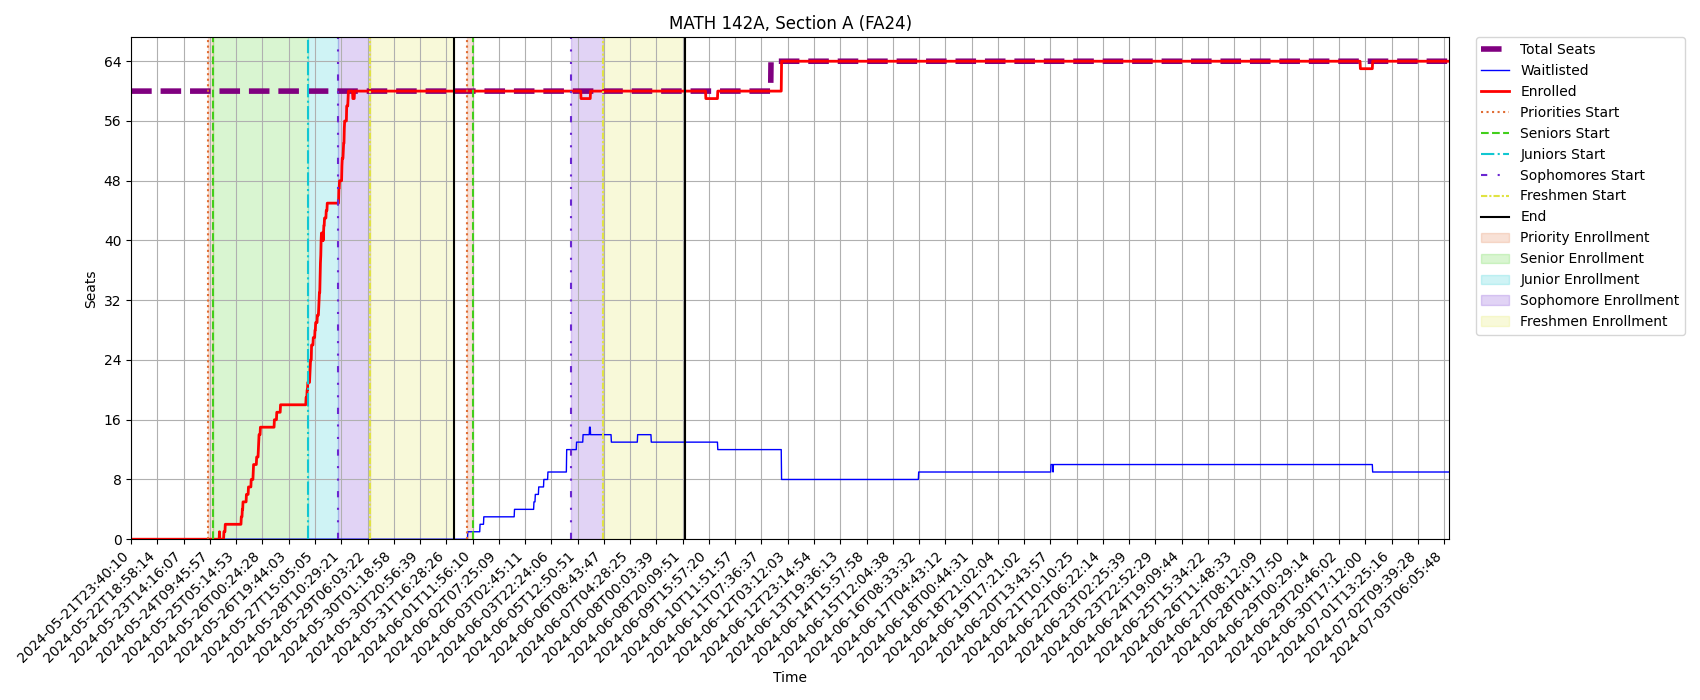 MATH 142A, Section A (FA24)
Seats
64
56
48
40
32
24
16
8
0
2024-05-21T23:40:10
2024-05-22T18:58:14
2024-05-23T14:16:07
2024-05-24T09:45:57
2024-05-25T05:14:53
2024-05-26T00:24:28
2024-05-26T19:44:03
2024-05-27T15:05:05
2024-05-28T10:29:21
2024-05-29T06:03:22
2024-05-30T01:18:58
2024-05-30T20:56:39
2024-05-31T16:28:26
2024-06-01T11:56:10
2024-06-02T07:25:09
2024-06-03T02:45:11
2024-06-03T22:24:06
2024-06-05T12:50:51
2024-06-06T08:43:47
2024-06-07T04:28:25
2024-06-08T00:03:39
2024-06-08T20:09:51
2024-06-09T15:57:20
2024-06-10T11:51:57
2024-06-11T07:36:37
2024-06-12T03:12:03
2024-06-12T23:14:54
2024-06-13T19:36:13
2024-06-14T15:57:58
2024-06-15T12:04:38
2024-06-16T08:33:32
2024-06-17T04:43:12
2024-06-18T00:44:31
2024-06-18T21:02:04
2024-06-19T17:21:02
2024-06-20T13:43:57
2024-06-21T10:10:25
2024-06-22T06:22:14
2024-06-23T02:25:39
2024-06-23T22:52:29
2024-06-24T19:09:44
2024-06-25T15:34:22
2024-06-26T11:48:33
2024-06-27T08:12:09
2024-06-28T04:17:50
2024-06-29T00:29:14
2024-06-29T20:46:02
2024-06-30T17:12:00
2024-07-01T13:25:16
2024-07-02T09:39:28
2024-07-03T06:05:48
Time
Total Seats
Waitlisted
Enrolled
Priorities Start
Seniors Start
Juniors Start
Sophomores Start
Freshmen Start
End
Priority Enrollment
Senior Enrollment
Junior Enrollment
Sophomore Enrollment
Freshmen Enrollment